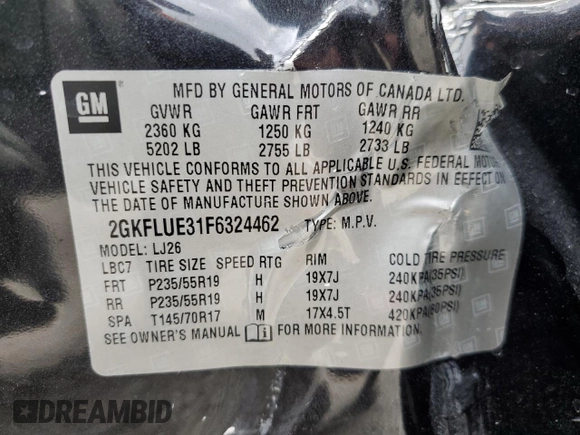 GM
MFD BY GENERAL MOTORS OF CANADA LTD.
GVWR GAWR FRT GAWR RR
2360 KG 1250 KG 1240 KG
5202 LB 2755 LB 2733 LB
THIS VEHICLE CONFORMS TO ALL APPLICABLE U.S. FEDERAL MOTOR
VEHICLE SAFETY AND THEFT PREVENTION STANDARDS IN EFFECT ON
THE DATE OF MANUFACTURE SHOWN ABOVE.
2GKFLUE31F6324462 TYPE: M.P.V.
MODEL: LJ26
LBC7 TIRE SIZE SPEED RTG RIM COLD TIRE PRESSURE
FRT P235/55R19 H 19X7J 240KPA(35PSI)
RR P235/55R19 H 19X7J 240KPA(35PSI)
SPA T145/70R17 M 17X4.5T 420KPA(60PSI)
SEE OWNER'S MANUAL FOR MORE INFORMATION.
DREAMBID